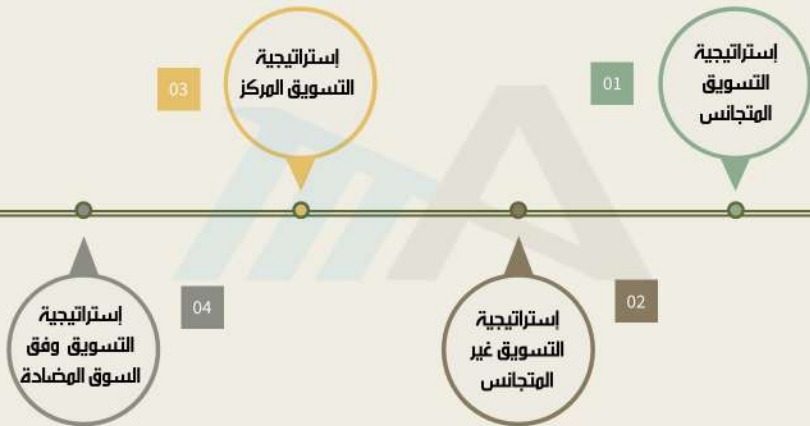 01
إستراتيجية
التسويق
المتجانس
02
إستراتيجية
التسويق غير
المتجانس
03
إستراتيجية
التسويق المركز
04
إستراتيجية
التسويق وفق
السوق المضادة